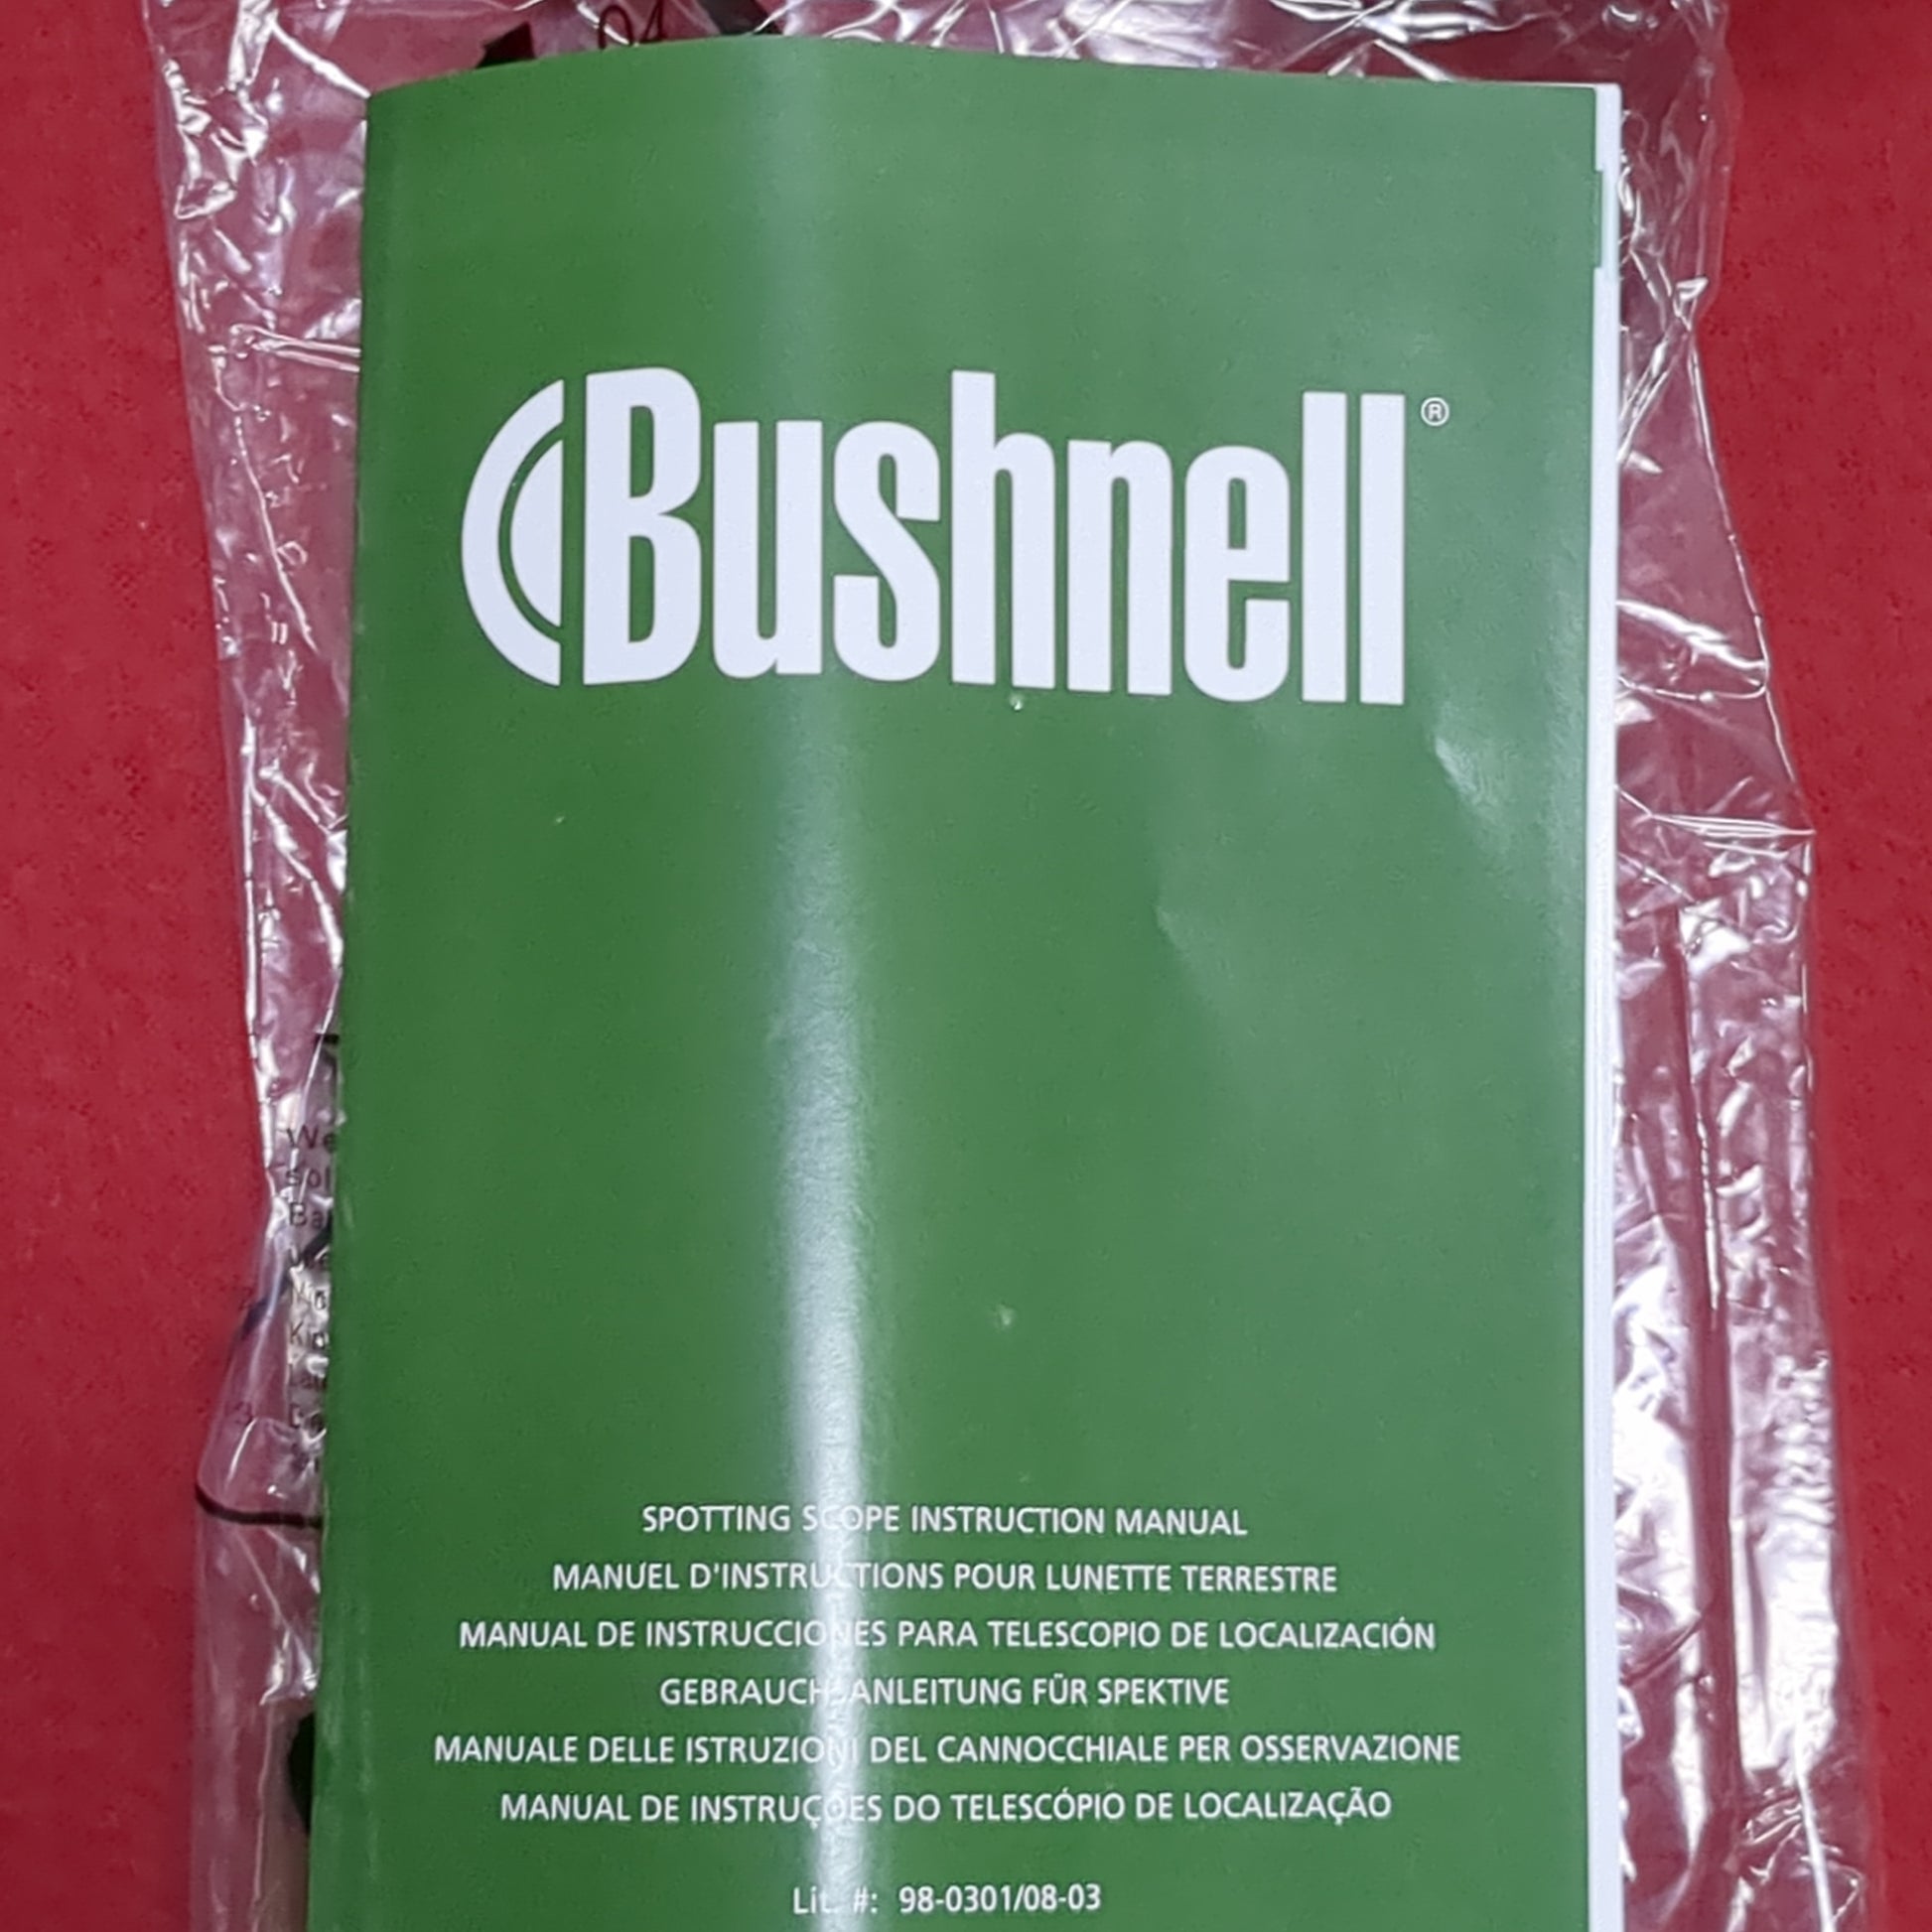 04
Bushnell®
SPOTTING SCOPE INSTRUCTION MANUAL
MANUEL D'INSTRUCTIONS POUR LUNETTE TERRESTRE
MANUAL DE INSTRUCCIONES PARA TELESCOPIO DE LOCALIZACIÓN
GEBRAUCHSANLEITUNG FÜR SPEKTIVE
MANUALE DELLE ISTRUZIONI DEL CANNOCCHIALE PER OSSERVAZIONE
MANUAL DE INSTRUÇÕES DO TELESCÓPIO DE LOCALIZAÇÃO
Lit. #: 98-0301/08-03